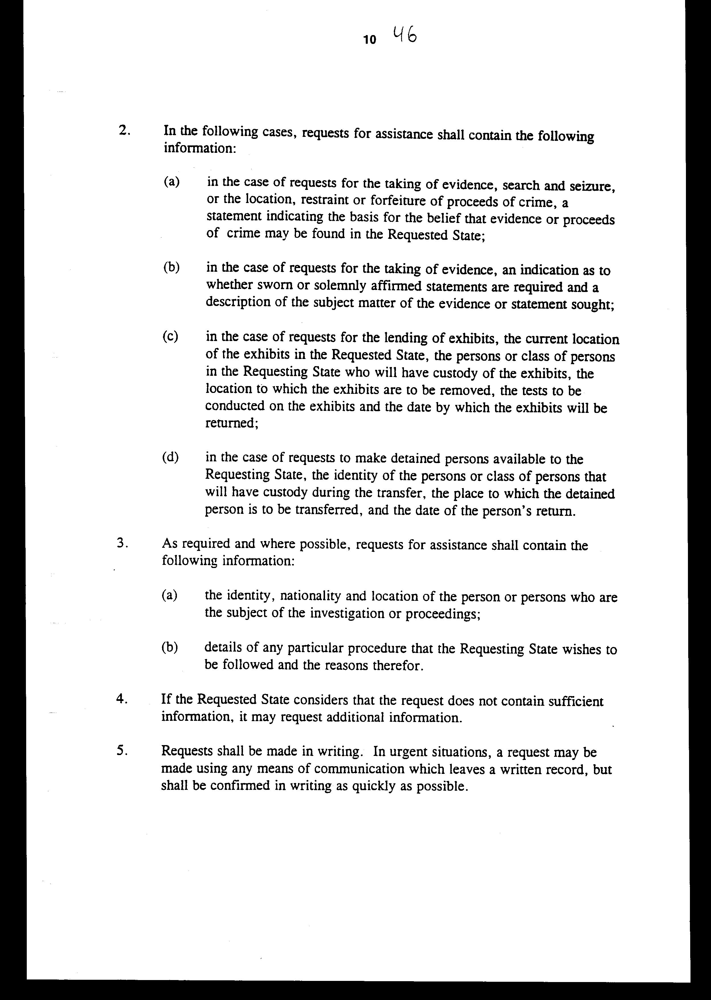 10 46
2. In the following cases, requests for assistance shall contain the following
information:
(a) in the case of requests for the taking of evidence, search and seizure,
or the location, restraint or forfeiture of proceeds of crime, a
statement indicating the basis for the belief that evidence or proceeds
of crime may be found in the Requested State;
(b) in the case of requests for the taking of evidence, an indication as to
whether sworn or solemnly affirmed statements are required and a
description of the subject matter of the evidence or statement sought;
(c) in the case of requests for the lending of exhibits, the current location
of the exhibits in the Requested State, the persons or class of persons
in the Requesting State who will have custody of the exhibits, the
location to which the exhibits are to be removed, the tests to be
conducted on the exhibits and the date by which the exhibits will be
returned;
(d) in the case of requests to make detained persons available to the
Requesting State, the identity of the persons or class of persons that
will have custody during the transfer, the place to which the detained
person is to be transferred, and the date of the person's return.
3. As required and where possible, requests for assistance shall contain the
following information:
(a) the identity, nationality and location of the person or persons who are
the subject of the investigation or proceedings;
(b) details of any particular procedure that the Requesting State wishes to
be followed and the reasons therefor.
4. If the Requested State considers that the request does not contain sufficient
information, it may request additional information.
5. Requests shall be made in writing. In urgent situations, a request may be
made using any means of communication which leaves a written record, but
shall be confirmed in writing as quickly as possible.